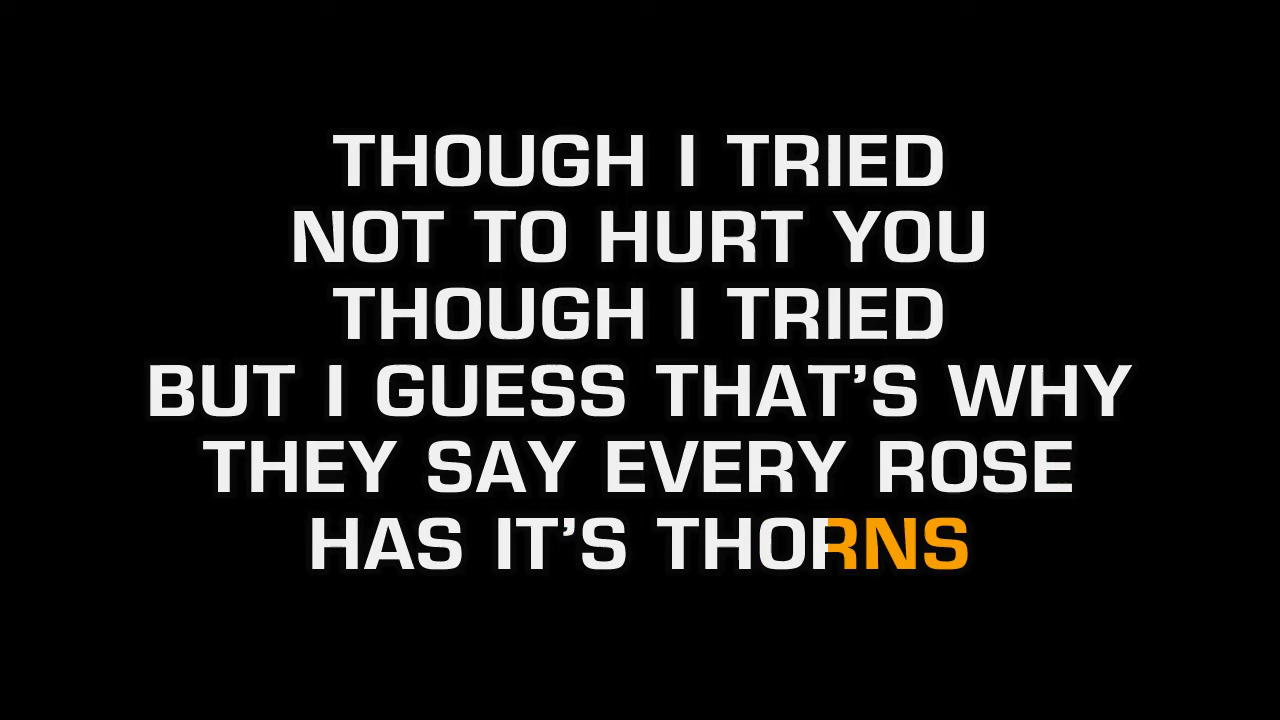 THOUGH I TRIED
NOT TO HURT YOU
THOUGH I TRIED
BUT I GUESS THAT’S WHY
THEY SAY EVERY ROSE
HAS IT’S THORNS